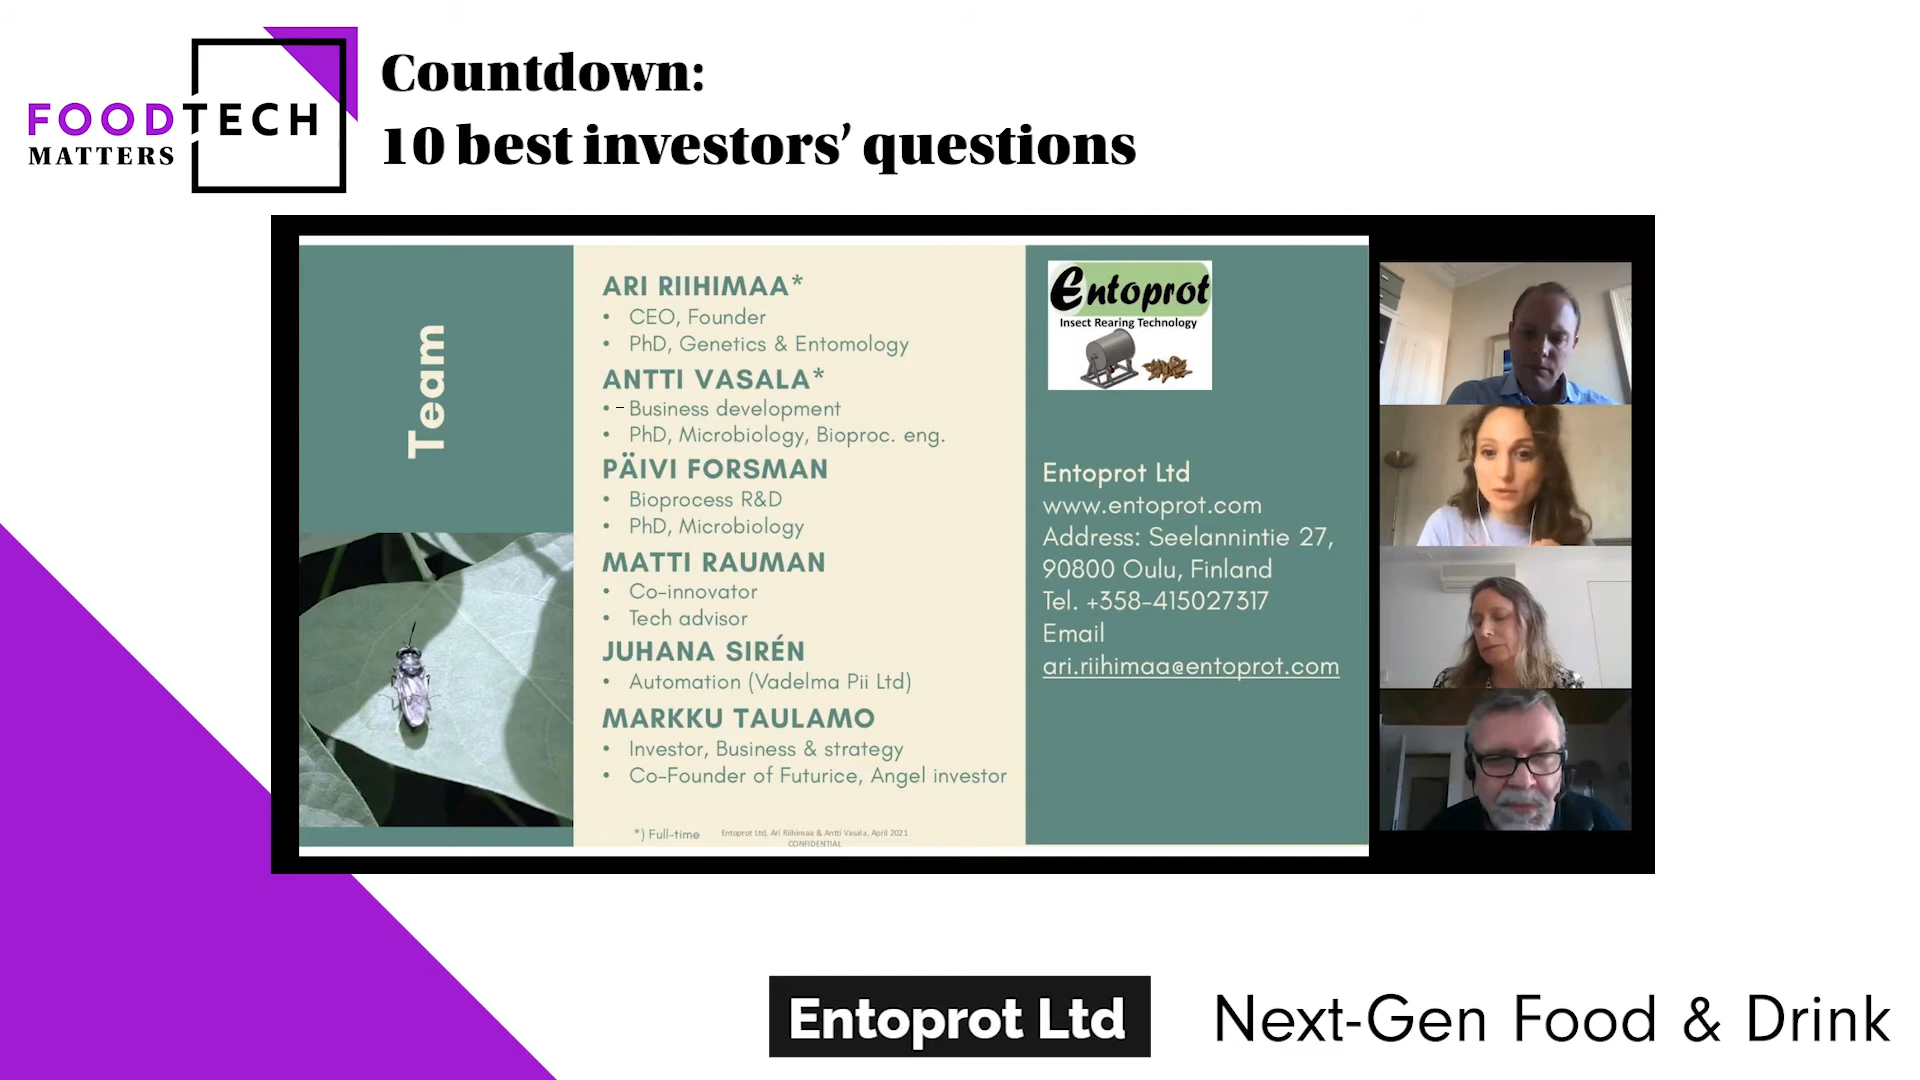 FOODTECH
MATTERS
Countdown:
10 best investors’ questions
Team
ARI RIIHIMAA*
• CEO, Founder
• PhD, Genetics & Entomology
ANTTI VASALA*
• Business development
• PhD, Microbiology, Bioproc. eng.
PÄIVI FORSMAN
• Bioprocess R&D
• PhD, Microbiology
MATTI RAUMAN
• Co-innovator
• Tech advisor
JUHANA SIRÉN
• Automation (Vadelma Pii Ltd)
MARKKU TAULAMO
• Investor, Business & strategy
• Co-Founder of Futurice, Angel investor
*) Full-time
Entoprot Ltd, Ari Riihimaa & Antti Vasala, April 2021
CONFIDENTIAL
Entoprot
Insect Rearing Technology
Entoprot Ltd
www.entoprot.com
Address: Seelannintie 27,
90800 Oulu, Finland
Tel. +358-415027317
Email
ari.riihimaa@entoprot.com
Entoprot Ltd
Next-Gen Food & Drink